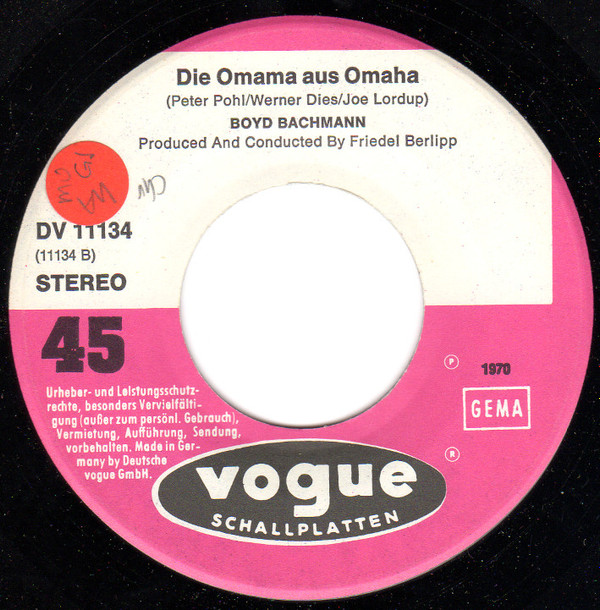 Die Omama aus Omaha
(Peter Pohl/Werner Dies/Joe Lordup)
BOYD BACHMANN
Produced And Conducted By Friedel Berlipp
DV 11134
(11134 B)
STEREO
45
Ⓟ 1970
GEMA
Urheber- und Leistungsschutz-
rechte, besonders Vervielfälti-
gung (außer zum persönl. Gebrauch),
Vermietung, Aufführung, Sendung,
vorbehalten. Made in Ger-
many by Deutsche
vogue GmbH.
®
vogue
SCHALLPLATTEN